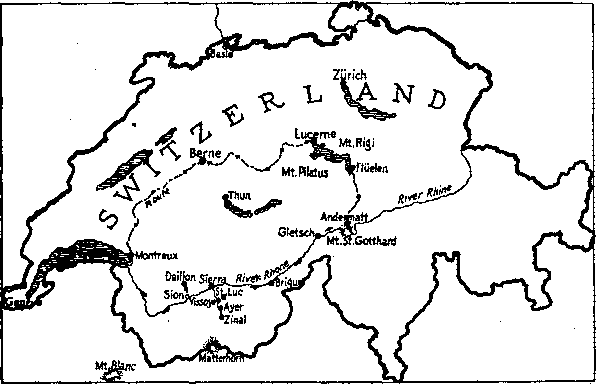 Basle
Zürich
SWITZERLAND
Lucerne
Mt. Rigi
Berne
Mt. Pilatus
Flüelen
Route
Thun
River Rhine
Andermatt
Gletsch
Mt. St. Gotthard
Montreux
Daillon
Sierra
River Rhone
Brigue
Sion
St. Luc
Vissoye
Ayer
Zinal
Geneva
Matterhorn
Mt. Blanc